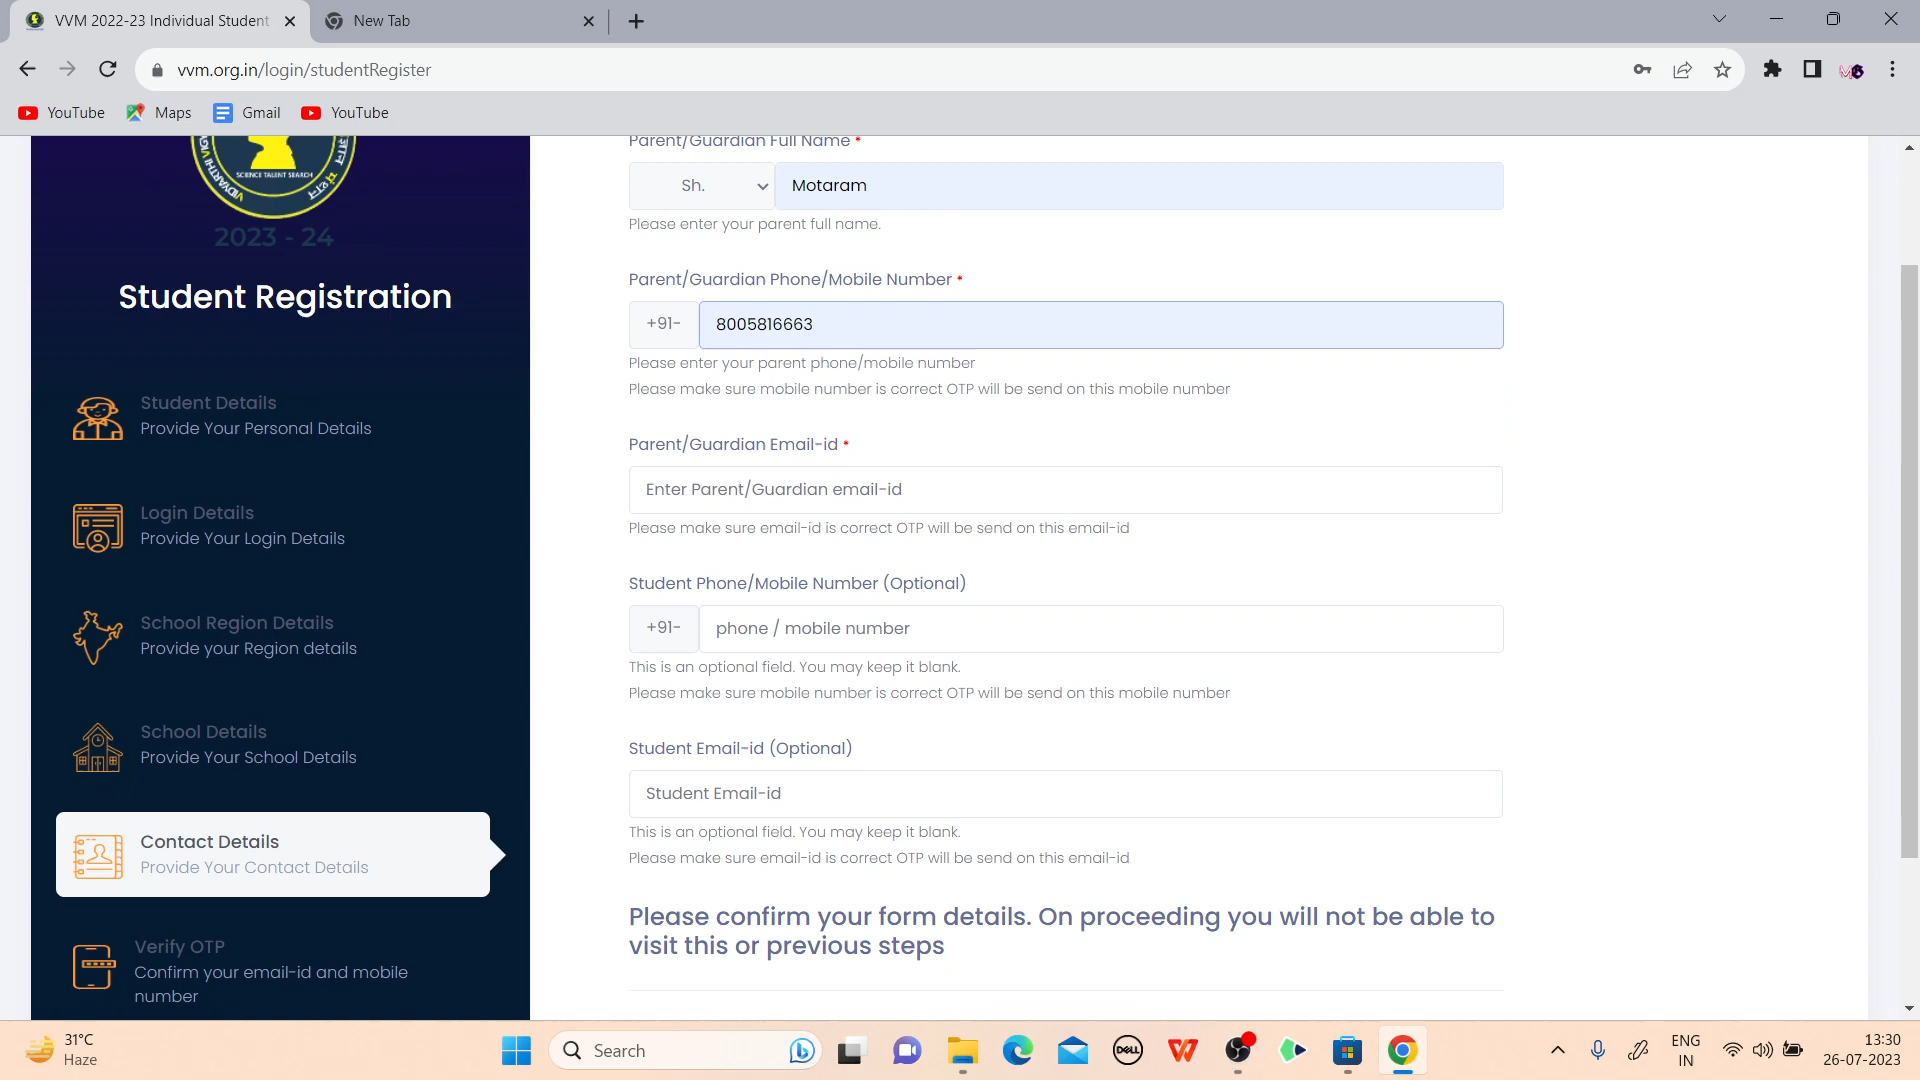 VVM 2022-23 Individual Student
New Tab
vvm.org.in/login/studentRegister
YouTube
Maps
Gmail
YouTube
SCIENCE TALENT SEARCH
2023 - 24
Student Registration
Student Details
Provide Your Personal Details
Login Details
Provide Your Login Details
School Region Details
Provide your Region details
School Details
Provide Your School Details
Contact Details
Provide Your Contact Details
Verify OTP
Confirm your email-id and mobile
number
Parent/Guardian Full Name *
Sh.
Motaram
Please enter your parent full name.
Parent/Guardian Phone/Mobile Number *
+91-
8005816663
Please enter your parent phone/mobile number
Please make sure mobile number is correct OTP will be send on this mobile number
Parent/Guardian Email-id *
Enter Parent/Guardian email-id
Please make sure email-id is correct OTP will be send on this email-id
Student Phone/Mobile Number (Optional)
+91-
phone / mobile number
This is an optional field. You may keep it blank.
Please make sure mobile number is correct OTP will be send on this mobile number
Student Email-id (Optional)
Student Email-id
This is an optional field. You may keep it blank.
Please make sure email-id is correct OTP will be send on this email-id
Please confirm your form details. On proceeding you will not be able to
visit this or previous steps
31°C
Haze
Search
DELL
ENG
IN
13:30
26-07-2023